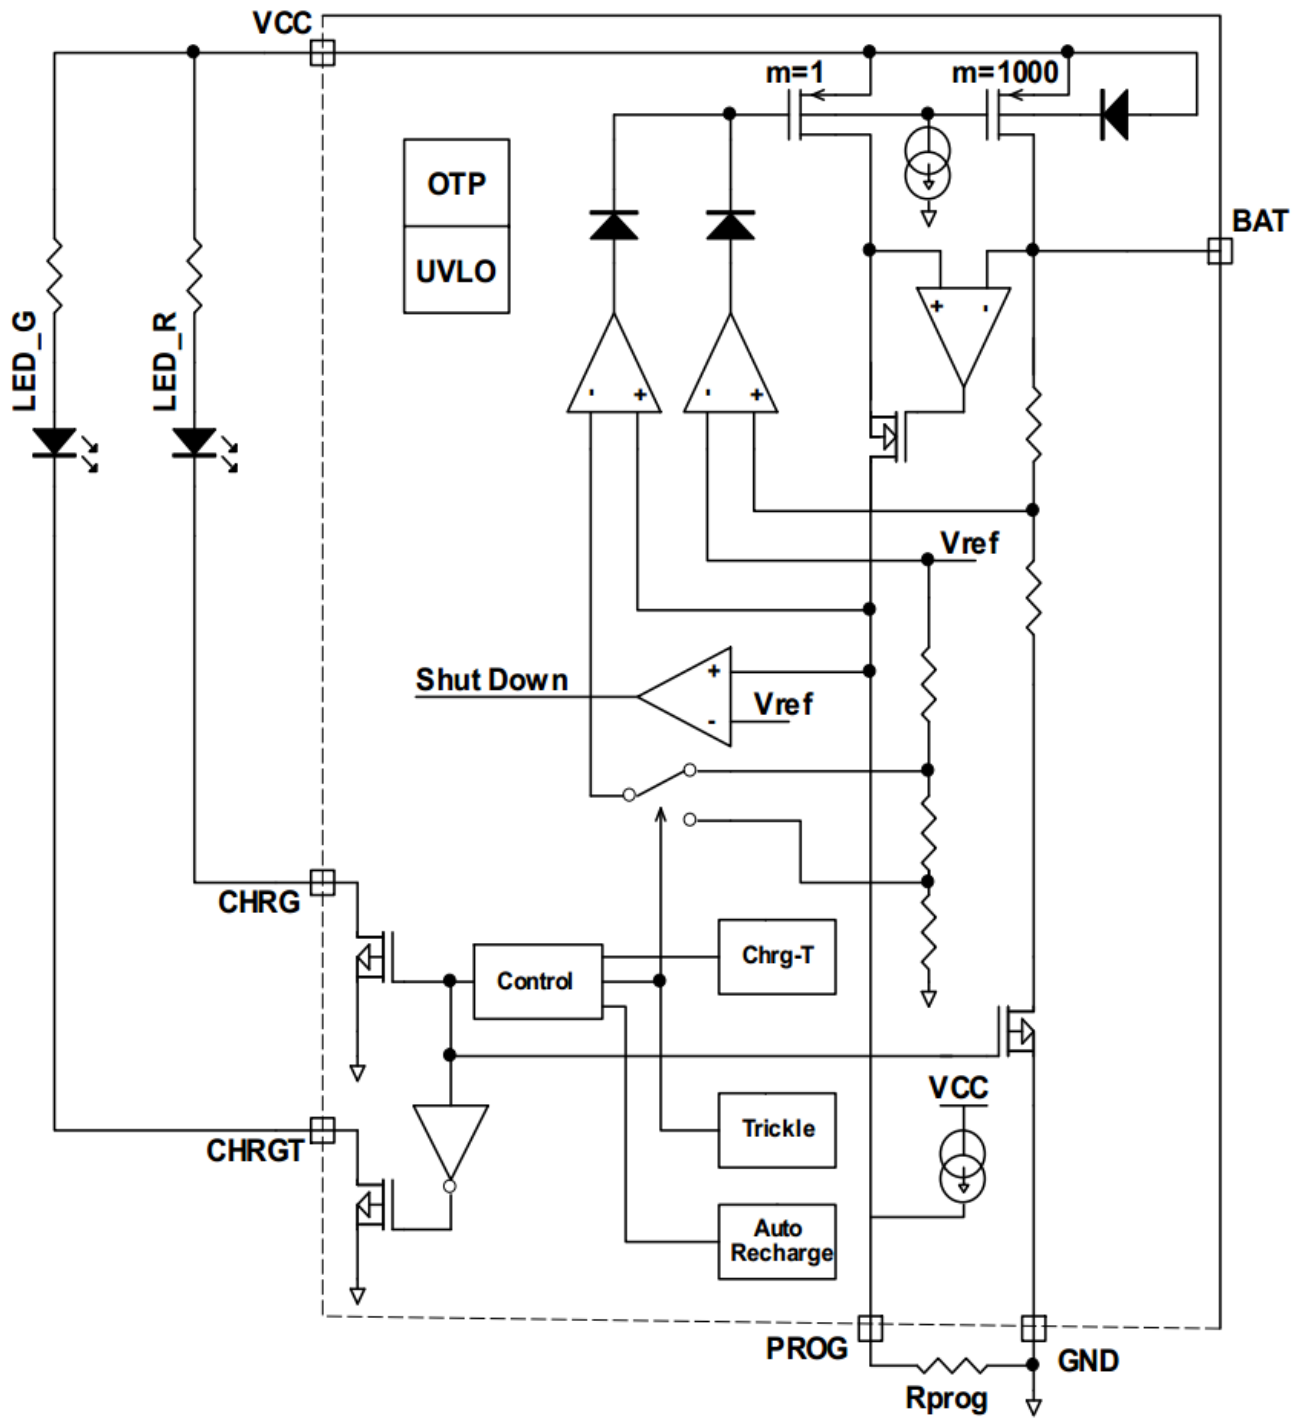 VCC
m=1
m=1000
OTP
UVLO
BAT
LED_G
LED_R
+
-
-
+
-
+
Vref
Shut Down
+
Vref
-
CHRG
Control
Chrg-T
VCC
CHRGT
Trickle
Auto
Recharge
PROG
GND
Rprog